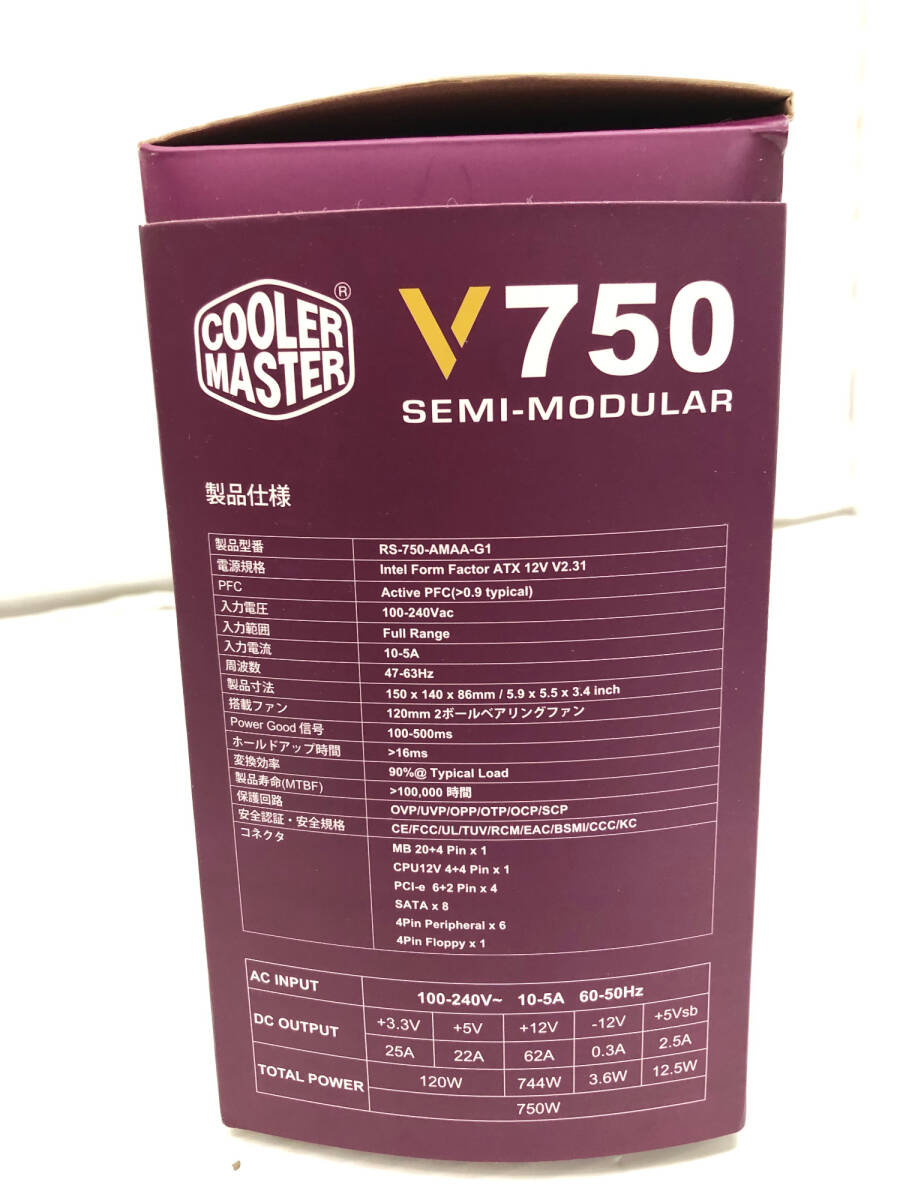 COOLER
MASTER
®
V750
SEMI-MODULAR
製品仕様
製品型番 RS-750-AMAA-G1
電源規格 Intel Form Factor ATX 12V V2.31
PFC Active PFC(>0.9 typical)
入力電圧 100-240Vac
入力範囲 Full Range
入力電流 10-5A
周波数 47-63Hz
製品寸法 150 x 140 x 86mm / 5.9 x 5.5 x 3.4 inch
搭載ファン 120mm 2ボールベアリングファン
Power Good 信号 100-500ms
ホールドアップ時間 >16ms
変換効率 90%@ Typical Load
製品寿命(MTBF) >100,000 時間
保護回路 OVP/UVP/OPP/OTP/OCP/SCP
安全認証・安全規格 CE/FCC/UL/TUV/RCM/EAC/BSMI/CCC/KC
コネクタ MB 20+4 Pin x 1
CPU12V 4+4 Pin x 1
PCI-e 6+2 Pin x 4
SATA x 8
4Pin Peripheral x 6
4Pin Floppy x 1
AC INPUT 100-240V~ 10-5A 60-50Hz
DC OUTPUT +3.3V +5V +12V -12V +5Vsb
25A 22A 62A 0.3A 2.5A
TOTAL POWER 120W 744W 3.6W 12.5W
750W